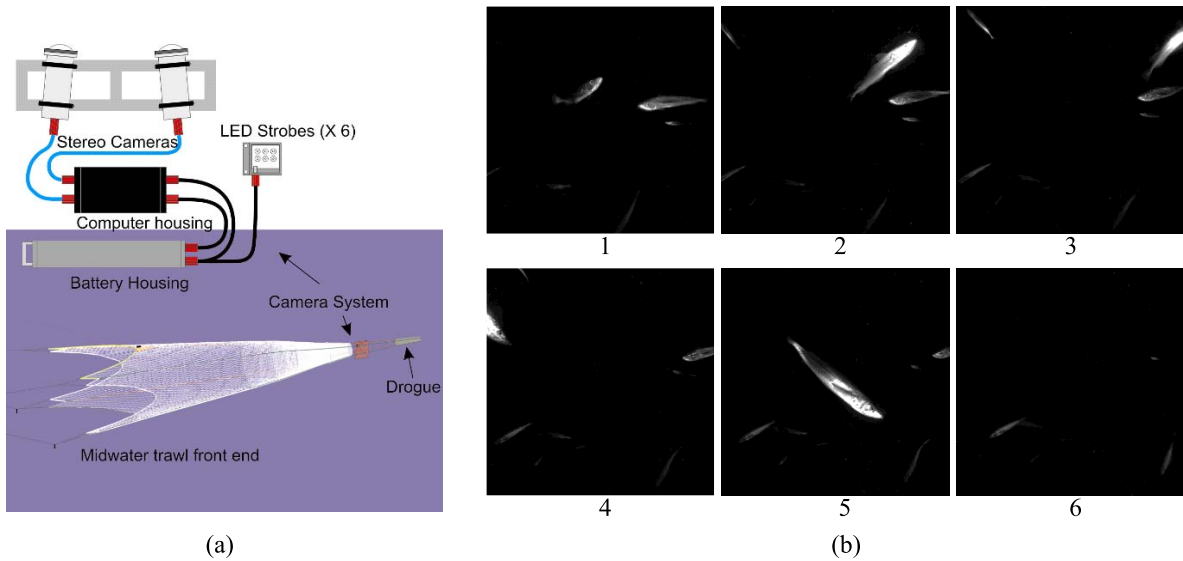 LED Strobes (X 6)
Stereo Cameras
Computer housing
Battery Housing
Camera System
Drogue
Midwater trawl front end
(a)
1
2
3
4
5
6
(b)